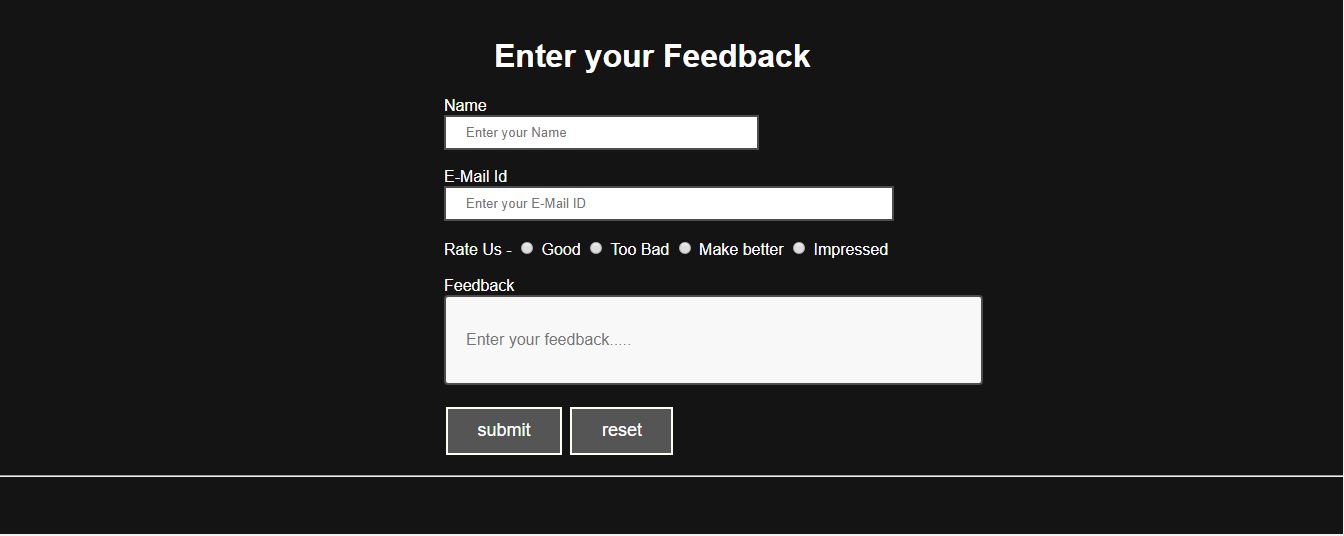 Enter your Feedback
Name
Enter your Name
E-Mail Id
Enter your E-Mail ID
Rate Us - Good Too Bad Make better Impressed
Feedback
Enter your feedback.....
submit reset